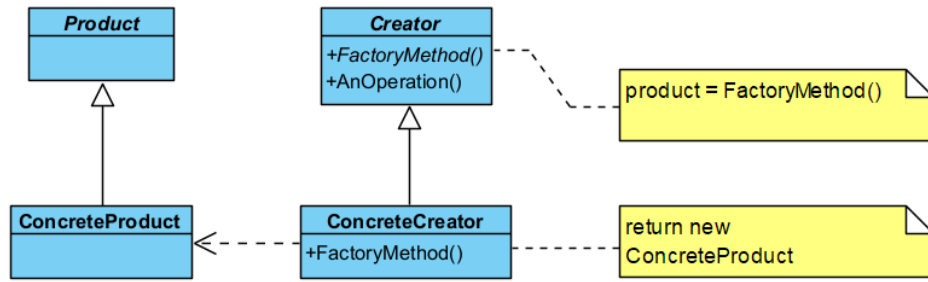 Product
Creator
+FactoryMethod()
+AnOperation()
product = FactoryMethod()
ConcreteProduct
ConcreteCreator
+FactoryMethod()
return new
ConcreteProduct